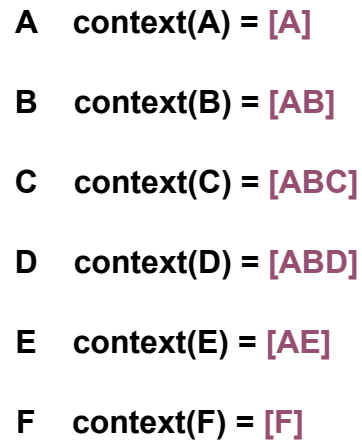 A context(A) = [A]
B context(B) = [AB]
C context(C) = [ABC]
D context(D) = [ABD]
E context(E) = [AE]
F context(F) = [F]